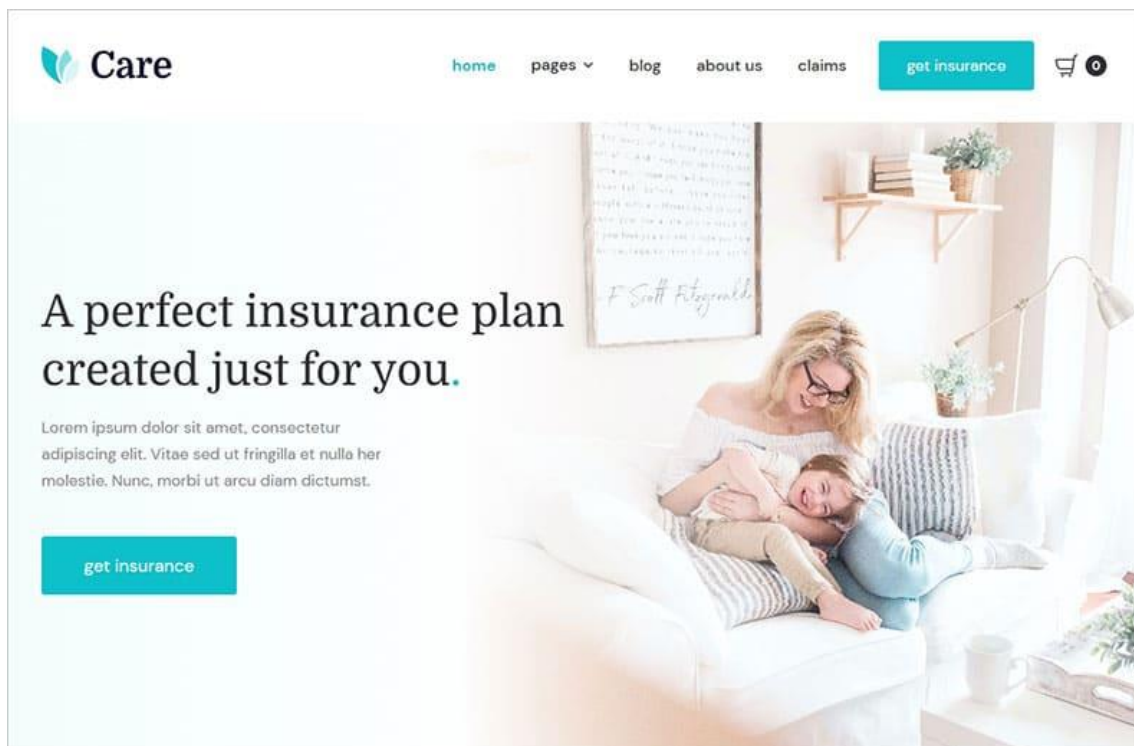 Care
home pages blog about us claims get insurance 0
F Scott Fitzgerald
A perfect insurance plan
created just for you.
Lorem ipsum dolor sit amet, consectetur
adipiscing elit. Vitae sed ut fringilla et nulla her
molestie. Nunc, morbi ut arcu diam dictumst.
get insurance